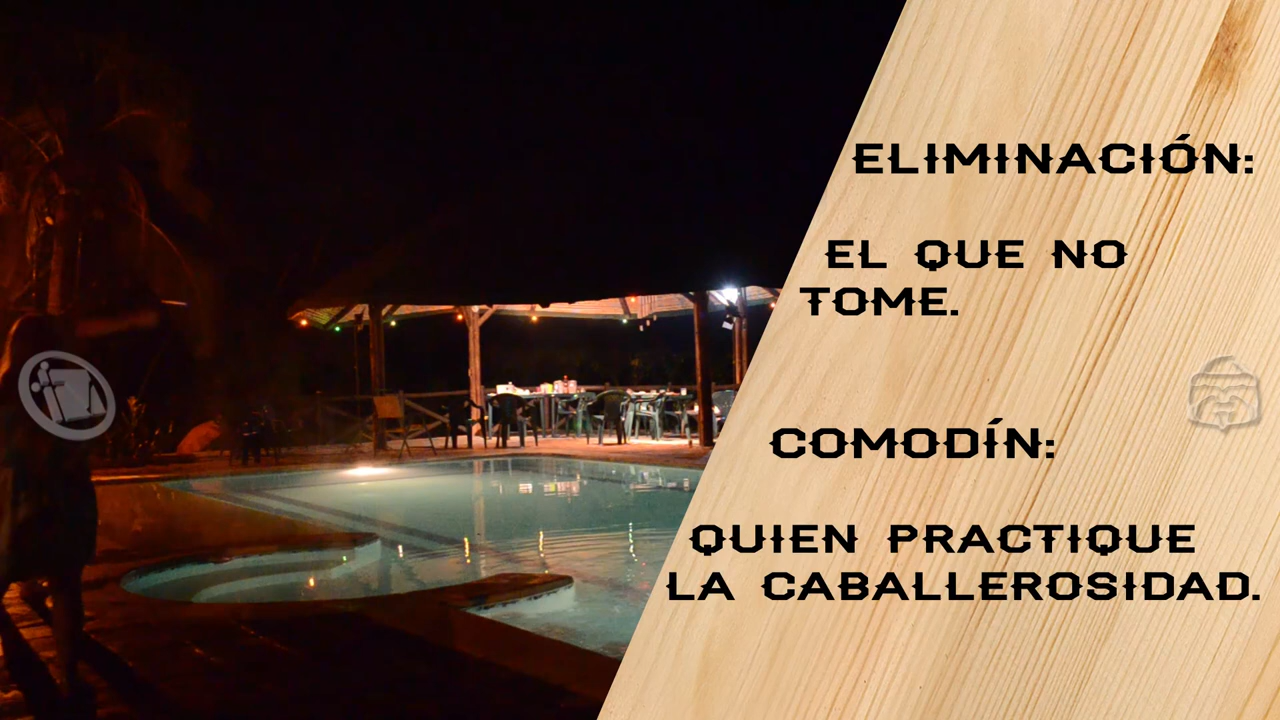 ELIMINACIÓN:
EL QUE NO
TOME.
COMODÍN:
QUIEN PRACTIQUE
LA CABALLEROSIDAD.